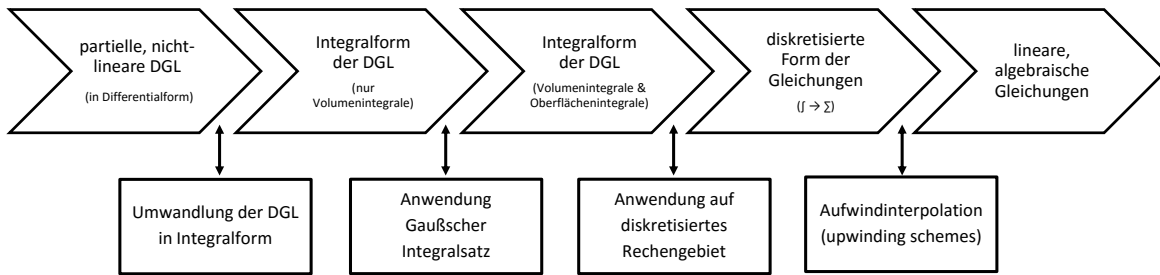 partielle, nicht-
lineare DGL
(in Differentialform)
Integralform
der DGL
(nur
Volumenintegrale)
Integralform
der DGL
(Volumenintegrale &
Oberflächenintegrale)
diskretisierte
Form der
Gleichungen
(∫ → ∑)
lineare,
algebraische
Gleichungen
Umwandlung der DGL
in Integralform
Anwendung
Gaußscher
Integralsatz
Anwendung auf
diskretisiertes
Rechengebiet
Aufwindinterpolation
(upwinding schemes)